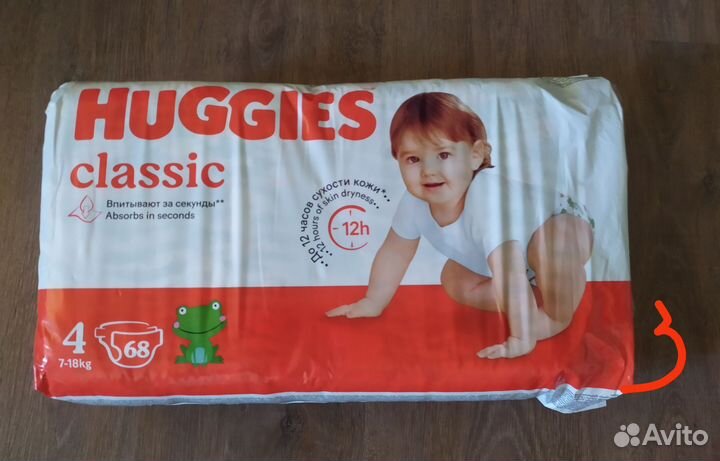 HUGGIES
classic
Впитывают за секунды**
Absorbs in seconds
••До 12 часов сухости кожи*••
••12 hours of skin dryness••
12h
4
7-18kg
68
Avito